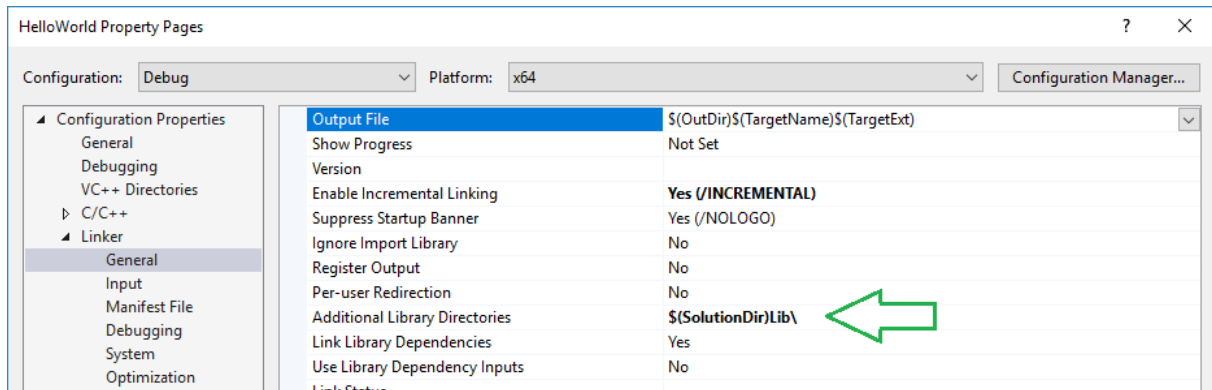 HelloWorld Property Pages ?
Configuration: Debug Platform: x64 Configuration Manager...
Configuration Properties
General
Debugging
VC++ Directories
C/C++
Linker
General
Input
Manifest File
Debugging
System
Optimization
Output File $(OutDir)$(TargetName)$(TargetExt)
Show Progress Not Set
Version
Enable Incremental Linking Yes (/INCREMENTAL)
Suppress Startup Banner Yes (/NOLOGO)
Ignore Import Library No
Register Output No
Per-user Redirection No
Additional Library Directories $(SolutionDir)Lib\
Link Library Dependencies Yes
Use Library Dependency Inputs No
Link Status